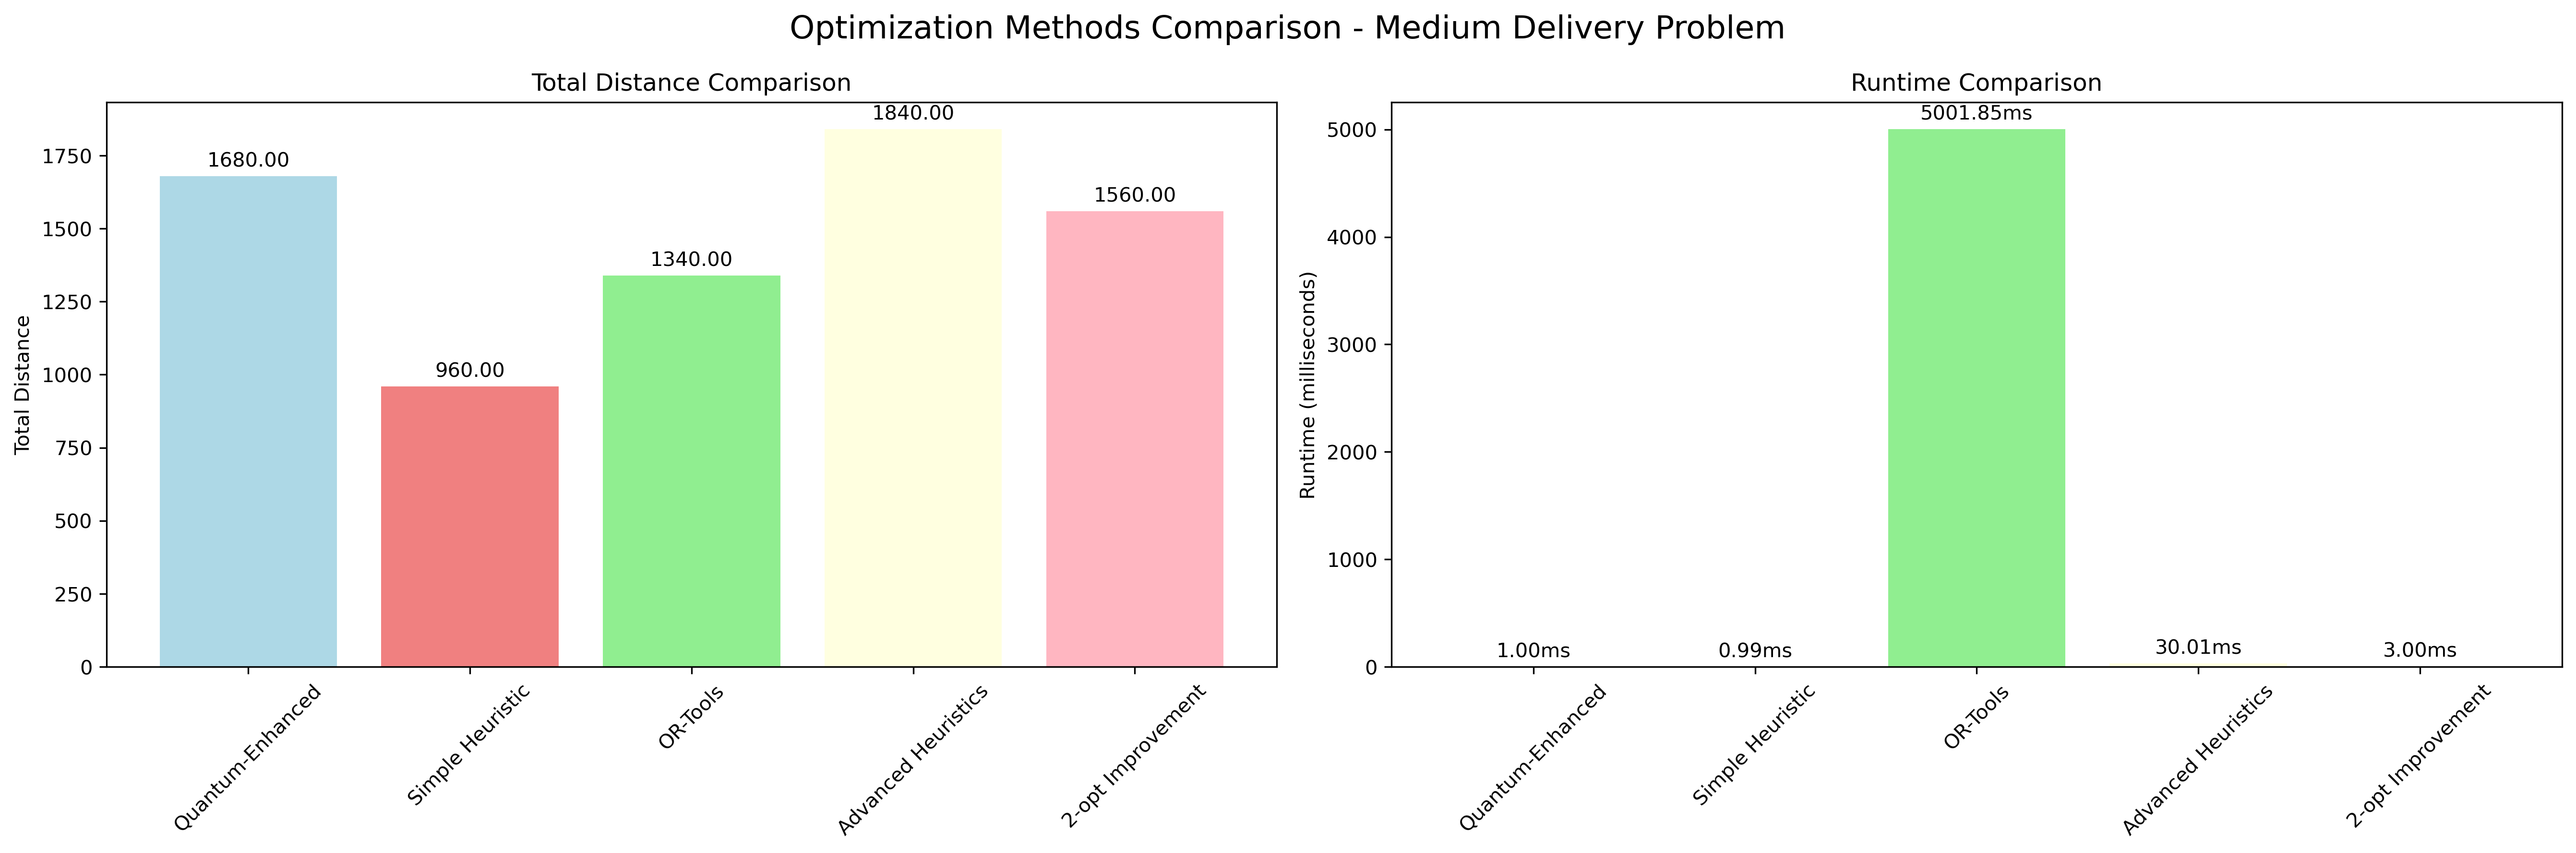 Optimization Methods Comparison - Medium Delivery Problem
Total Distance Comparison
Total Distance
1750
1500
1250
1000
750
500
250
0
1680.00
960.00
1340.00
1840.00
1560.00
Quantum-Enhanced
Simple Heuristic
OR-Tools
Advanced Heuristics
2-opt Improvement
Runtime Comparison
Runtime (milliseconds)
5000
4000
3000
2000
1000
0
1.00ms
0.99ms
5001.85ms
30.01ms
3.00ms
Quantum-Enhanced
Simple Heuristic
OR-Tools
Advanced Heuristics
2-opt Improvement